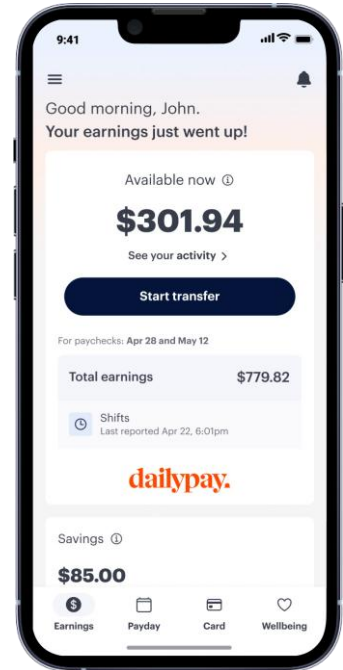 9:41
Good morning, John.
Your earnings just went up!
Available now
$301.94
See your activity >
Start transfer
For paychecks: Apr 28 and May 12
Total earnings $779.82
Shifts
Last reported Apr 22, 6:01pm
dailypay.
Savings
$85.00
Earnings Payday Card Wellbeing